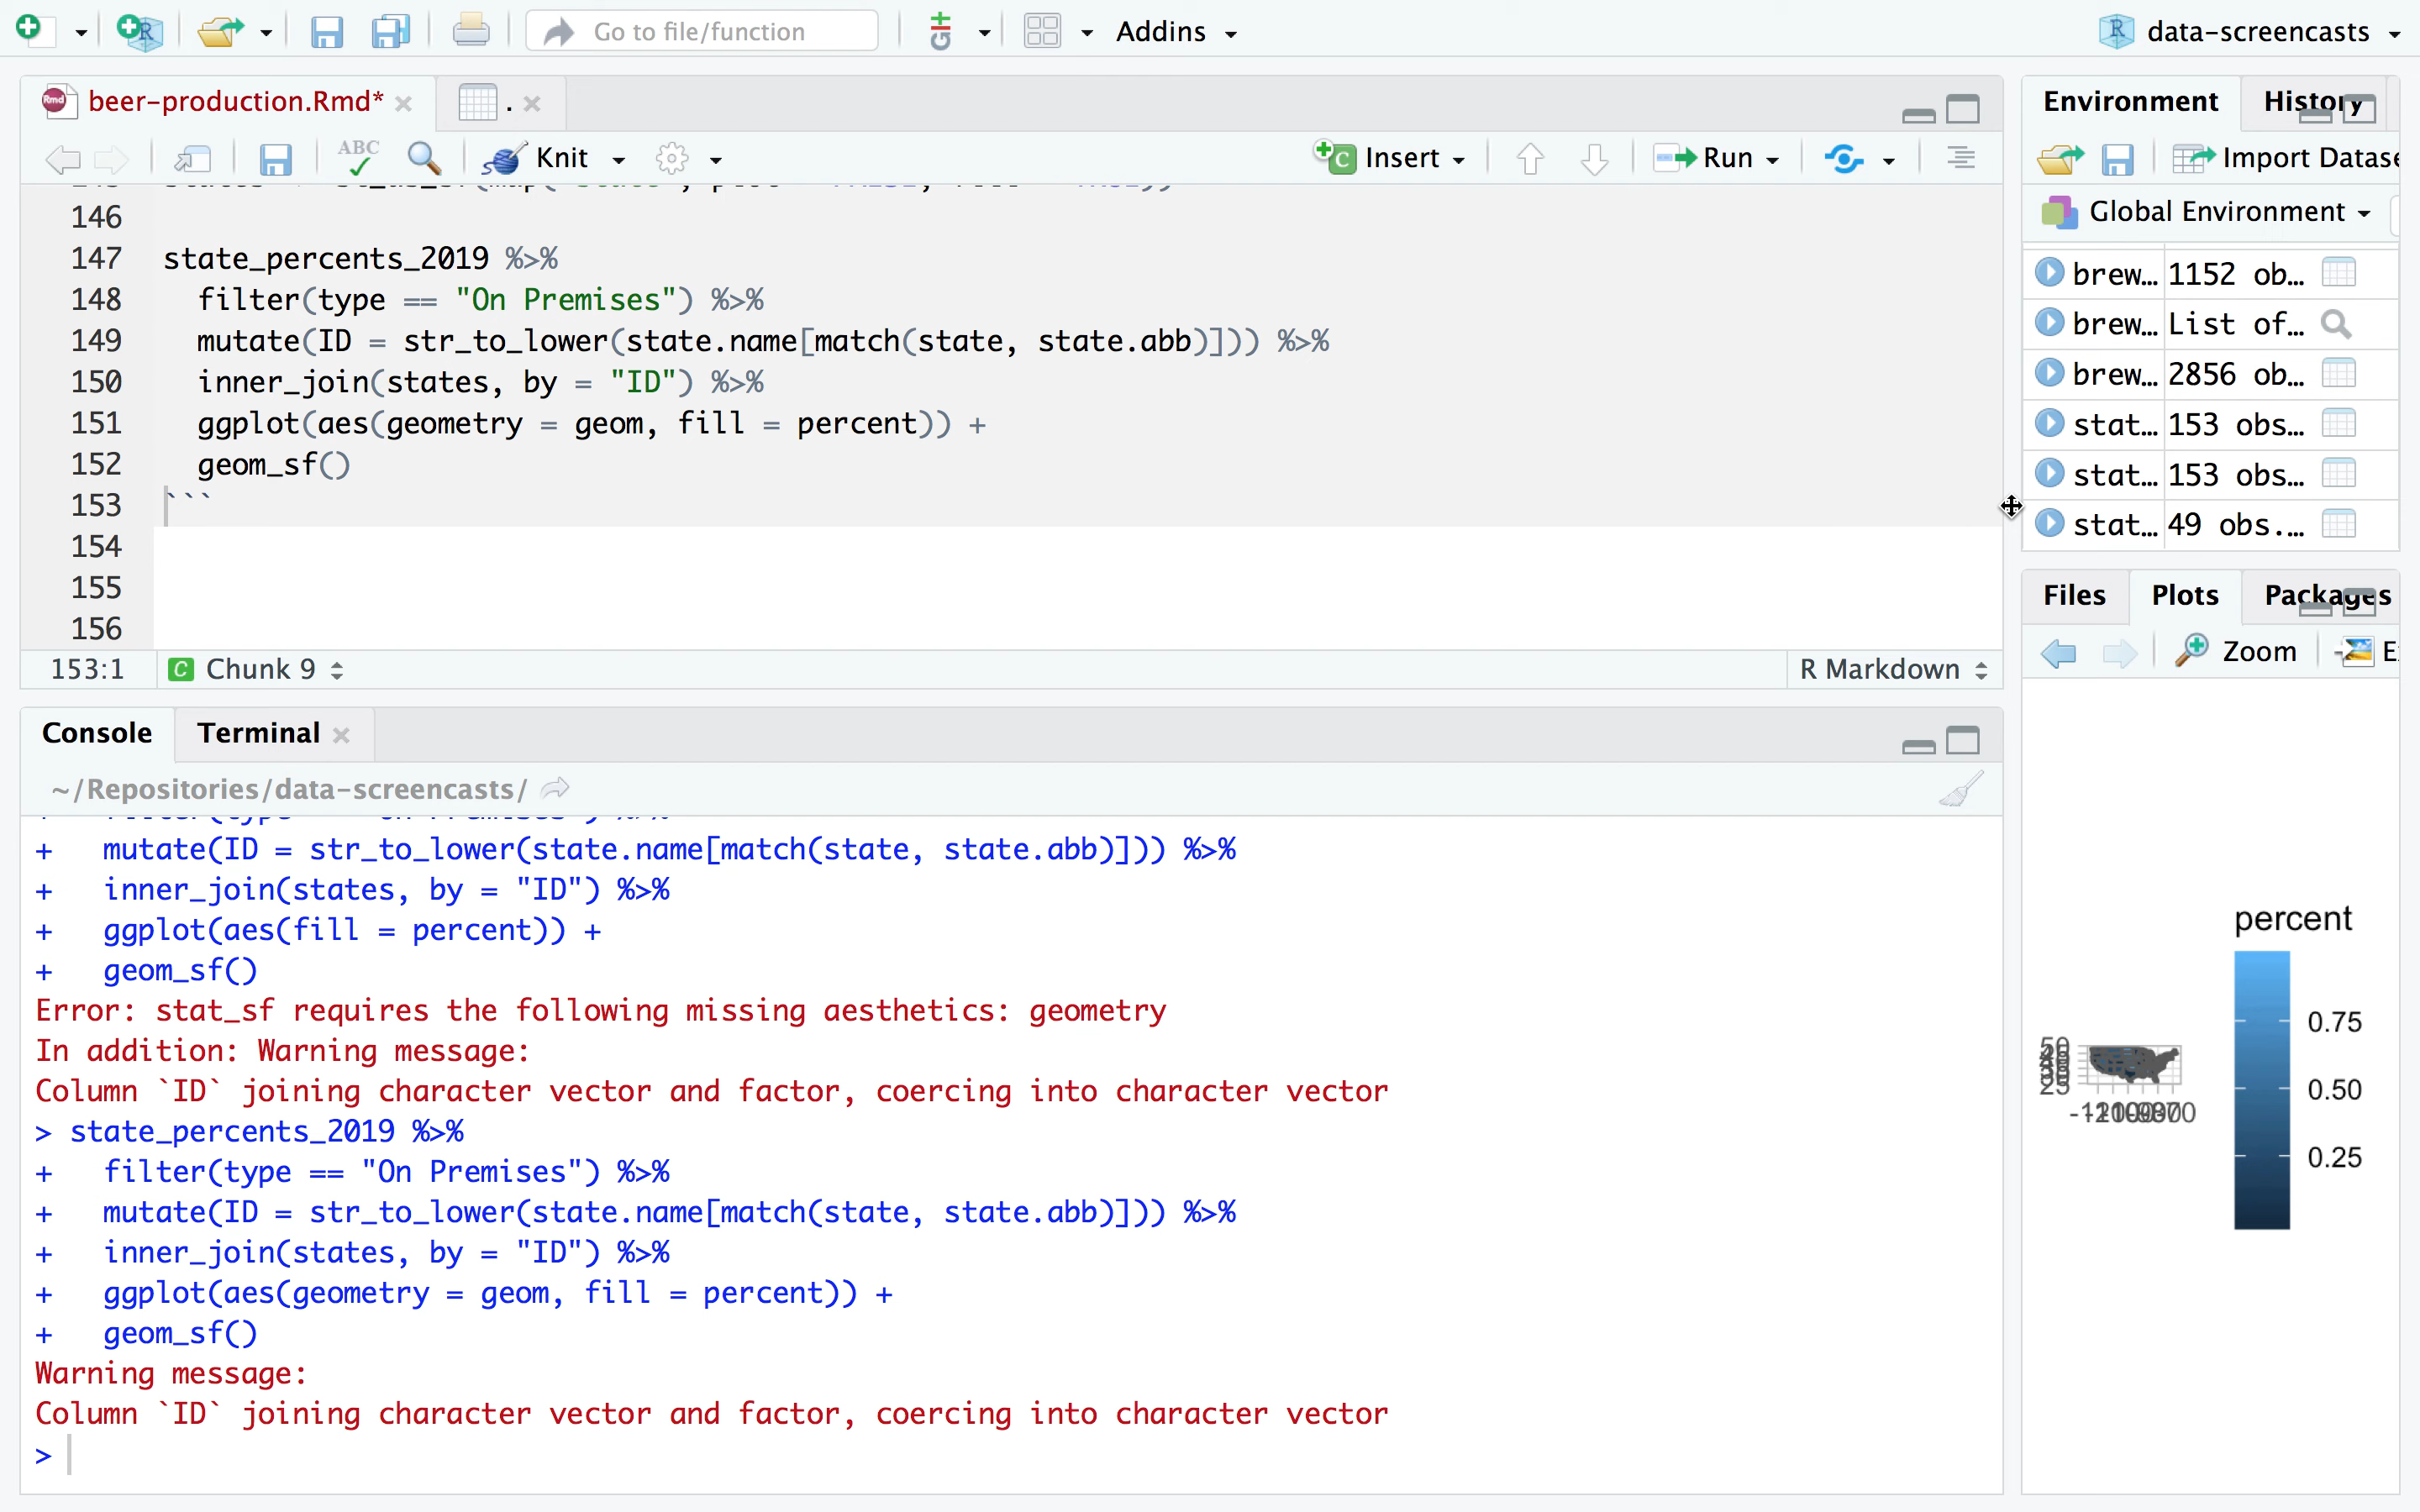 Go to file/function
Addins
data-screencasts
beer-production.Rmd*
.
ABC
Knit
Insert
Run
146
147 state_percents_2019 %>%
148 filter(type == "On Premises") %>%
149 mutate(ID = str_to_lower(state.name[match(state, state.abb)])) %>%
150 inner_join(states, by = "ID") %>%
151 ggplot(aes(geometry = geom, fill = percent)) +
152 geom_sf()
153 ```
154
155
156
153:1 C Chunk 9 R Markdown
Console Terminal
~/Repositories/data-screencasts/
+ mutate(ID = str_to_lower(state.name[match(state, state.abb)])) %>%
+ inner_join(states, by = "ID") %>%
+ ggplot(aes(fill = percent)) +
+ geom_sf()
Error: stat_sf requires the following missing aesthetics: geometry
In addition: Warning message:
Column `ID` joining character vector and factor, coercing into character vector
> state_percents_2019 %>%
+ filter(type == "On Premises") %>%
+ mutate(ID = str_to_lower(state.name[match(state, state.abb)])) %>%
+ inner_join(states, by = "ID") %>%
+ ggplot(aes(geometry = geom, fill = percent)) +
+ geom_sf()
Warning message:
Column `ID` joining character vector and factor, coercing into character vector
>
Environment History
Import Datase
Global Environment
brew… 1152 ob…
brew… List of…
brew… 2856 ob…
stat… 153 obs…
stat… 153 obs…
stat… 49 obs.…
Files Plots Packages
Zoom E
percent
0.75
0.50
0.25